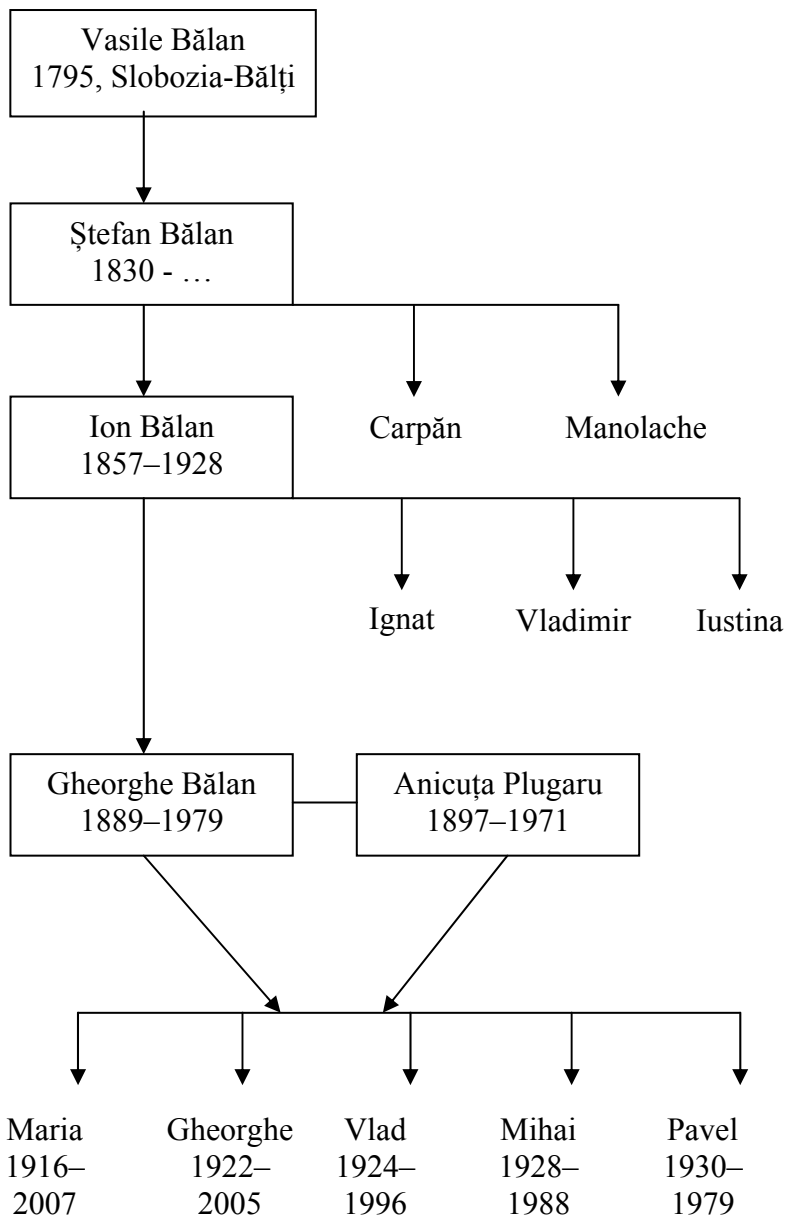 Vasile Bălan
1795, Slobozia-Bălți
Ștefan Bălan
1830 - …
Ion Bălan
1857–1928
Carpăn
Manolache
Ignat
Vladimir
Iustina
Gheorghe Bălan
1889–1979
Anicuța Plugaru
1897–1971
Maria
1916–
2007
Gheorghe
1922–
2005
Vlad
1924–
1996
Mihai
1928–
1988
Pavel
1930–
1979